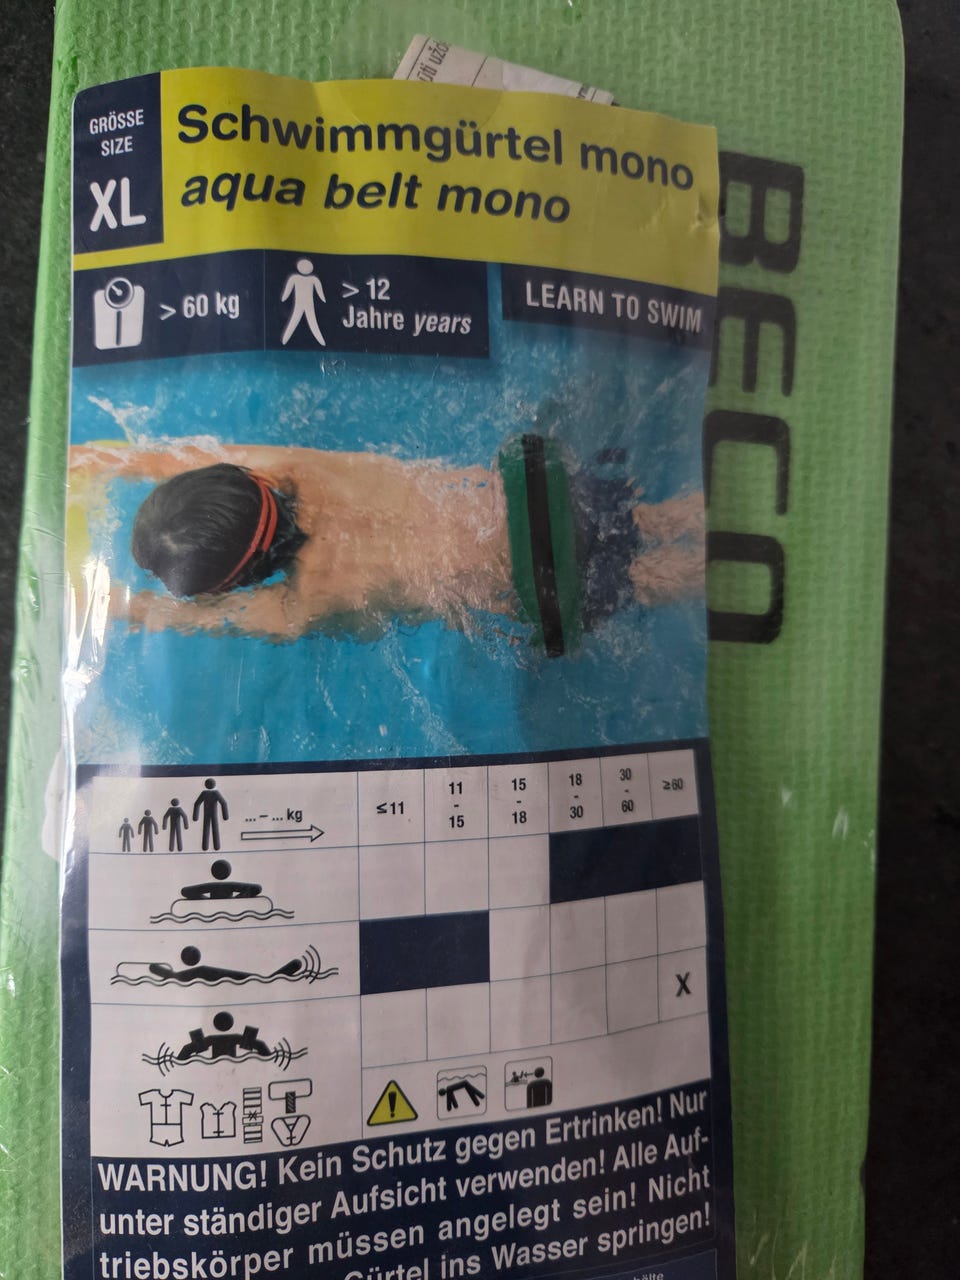 GRÖSSE
SIZE
XL
Schwimmgürtel mono
aqua belt mono
> 60 kg
> 12
Jahre years
LEARN TO SWIM
BECO
... – ... kg
≤11
11 - 15
15 - 18
18 - 30
30 - 60
≥60
X
WARNUNG! Kein Schutz gegen Ertrinken! Nur
unter ständiger Aufsicht verwenden! Alle Auf-
triebskörper müssen angelegt sein! Nicht
Gürtel ins Wasser springen!